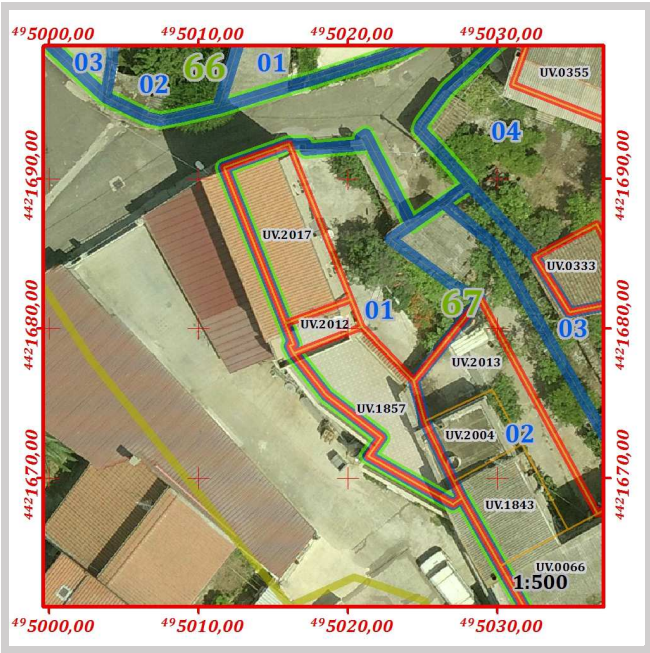 ⁴⁹5000,00 ⁴⁹5010,00 ⁴⁹5020,00 ⁴⁹5030,00
03 66 01
02
UV.0355
04
⁴⁴²1690,00 ⁴⁴²1690,00
UV.2017
UV.0333
67
01
UV.2012
03
⁴⁴²1680,00 ⁴⁴²1680,00
UV.2013
UV.1857
UV.2004 02
⁴⁴²1670,00 ⁴⁴²1670,00
UV.1843
UV.0066
1:500
⁴⁹5000,00 ⁴⁹5010,00 ⁴⁹5020,00 ⁴⁹5030,00